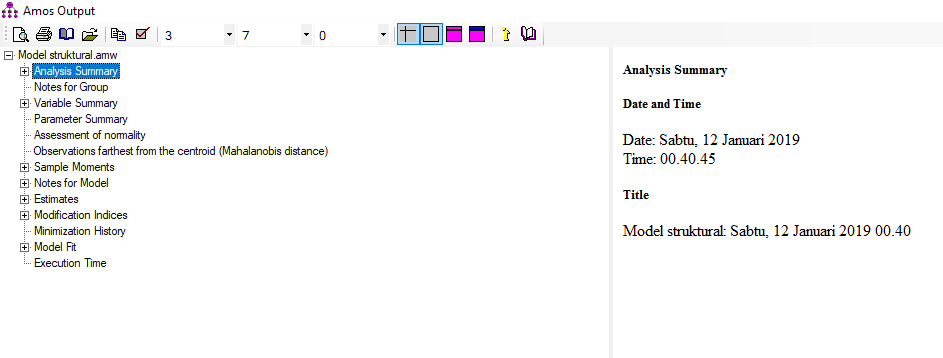 Amos Output
3 7 0
Model struktural.amw
Analysis Summary
Notes for Group
Variable Summary
Parameter Summary
Assessment of normality
Observations farthest from the centroid (Mahalanobis distance)
Sample Moments
Notes for Model
Estimates
Modification Indices
Minimization History
Model Fit
Execution Time
Analysis Summary
Date and Time
Date: Sabtu, 12 Januari 2019
Time: 00.40.45
Title
Model struktural: Sabtu, 12 Januari 2019 00.40